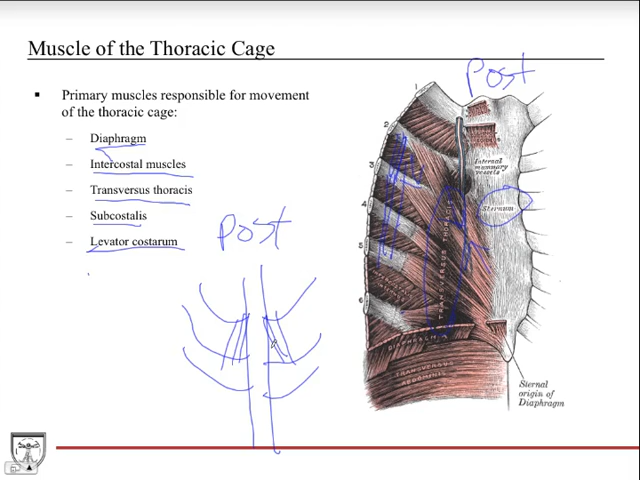 Muscle of the Thoracic Cage
Post
▪ Primary muscles responsible for movement
of the thoracic cage:
– Diaphragm
– Intercostal muscles
– Transversus thoracis
– Subcostalis
– Levator costarum
Post
1
2
3
4
5
6
Internal
mammary
vessels
Sternum
TRANSVERSUS THORACIS
DIAPHRAGM
TRANSVERSUS
ABDOMINIS
Sternal
origin of
Diaphragm